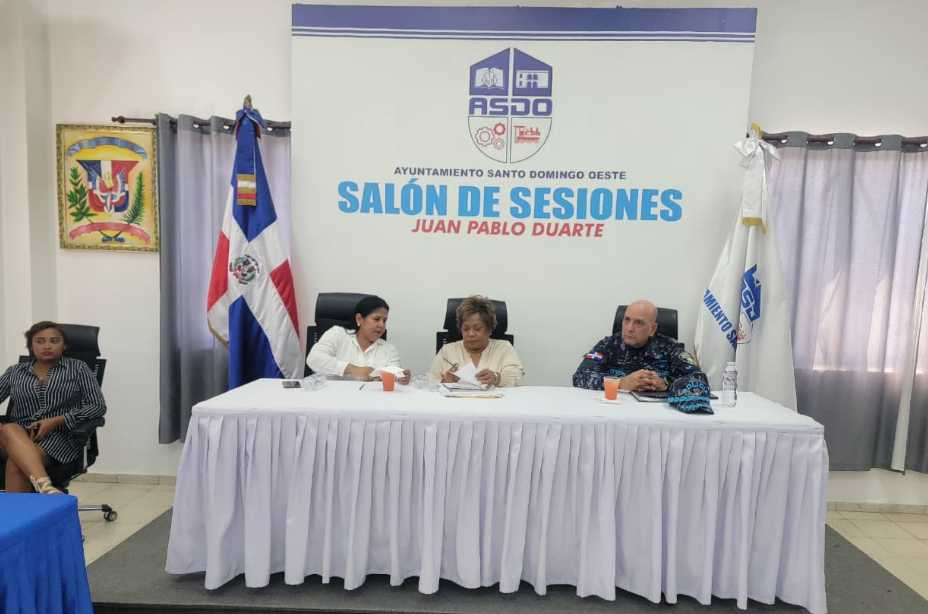 ASDO
AYUNTAMIENTO SANTO DOMINGO OESTE
SALÓN DE SESIONES
JUAN PABLO DUARTE